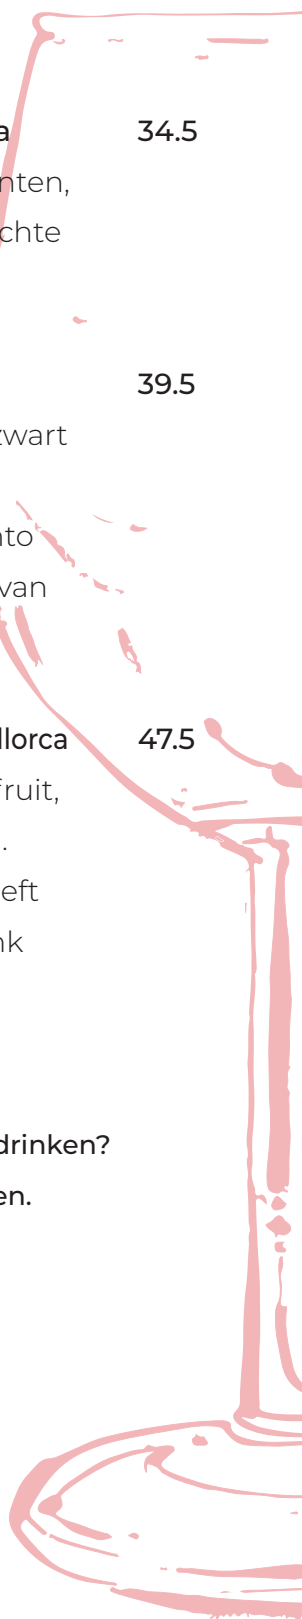 a 34.5
nten,
chte
39.5
zwart
nto
van
llorca 47.5
fruit,
.
eft
nk
drinken?
en.